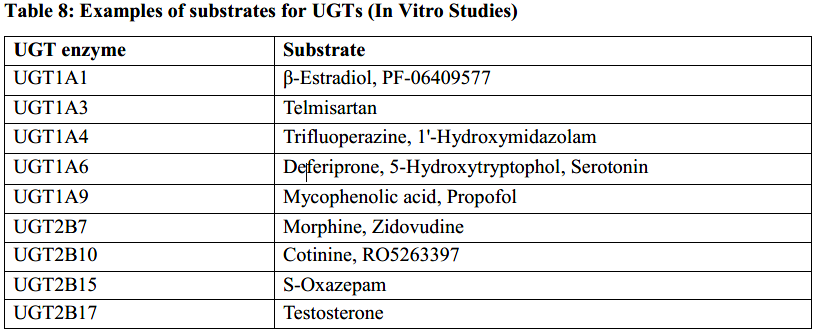 Table 8: Examples of substrates for UGTs (In Vitro Studies)
UGT enzyme Substrate
UGT1A1 β-Estradiol, PF-06409577
UGT1A3 Telmisartan
UGT1A4 Trifluoperazine, 1'-Hydroxymidazolam
UGT1A6 Deferiprone, 5-Hydroxytryptophol, Serotonin
UGT1A9 Mycophenolic acid, Propofol
UGT2B7 Morphine, Zidovudine
UGT2B10 Cotinine, RO5263397
UGT2B15 S-Oxazepam
UGT2B17 Testosterone